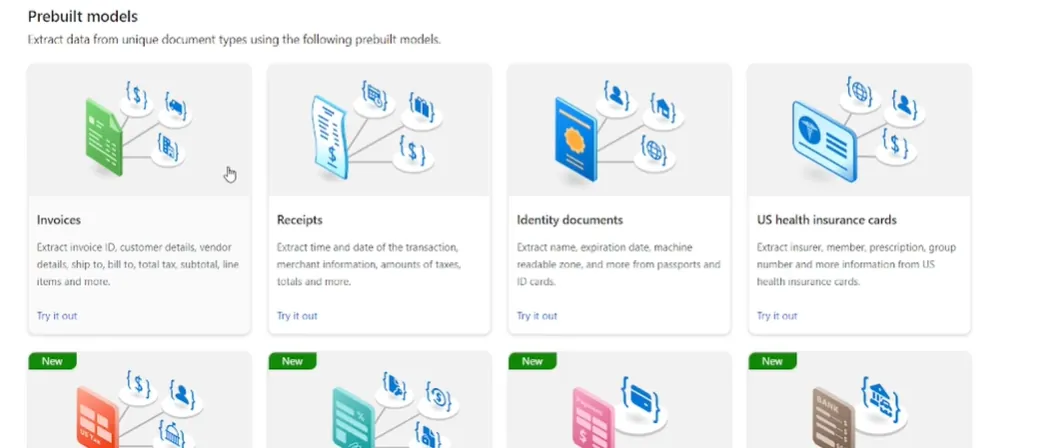 Prebuilt models
Extract data from unique document types using the following prebuilt models.
Invoices
Extract invoice ID, customer details, vendor
details, ship to, bill to, total tax, subtotal, line
items and more.
Try it out
Receipts
Extract time and date of the transaction,
merchant information, amounts of taxes,
totals and more.
Try it out
Identity documents
Extract name, expiration date, machine
readable zone, and more from passports and
ID cards.
Try it out
US health insurance cards
Extract insurer, member, prescription, group
number and more information from US
health insurance cards.
Try it out
New
US Tax
New
New
Payment
New
BANK